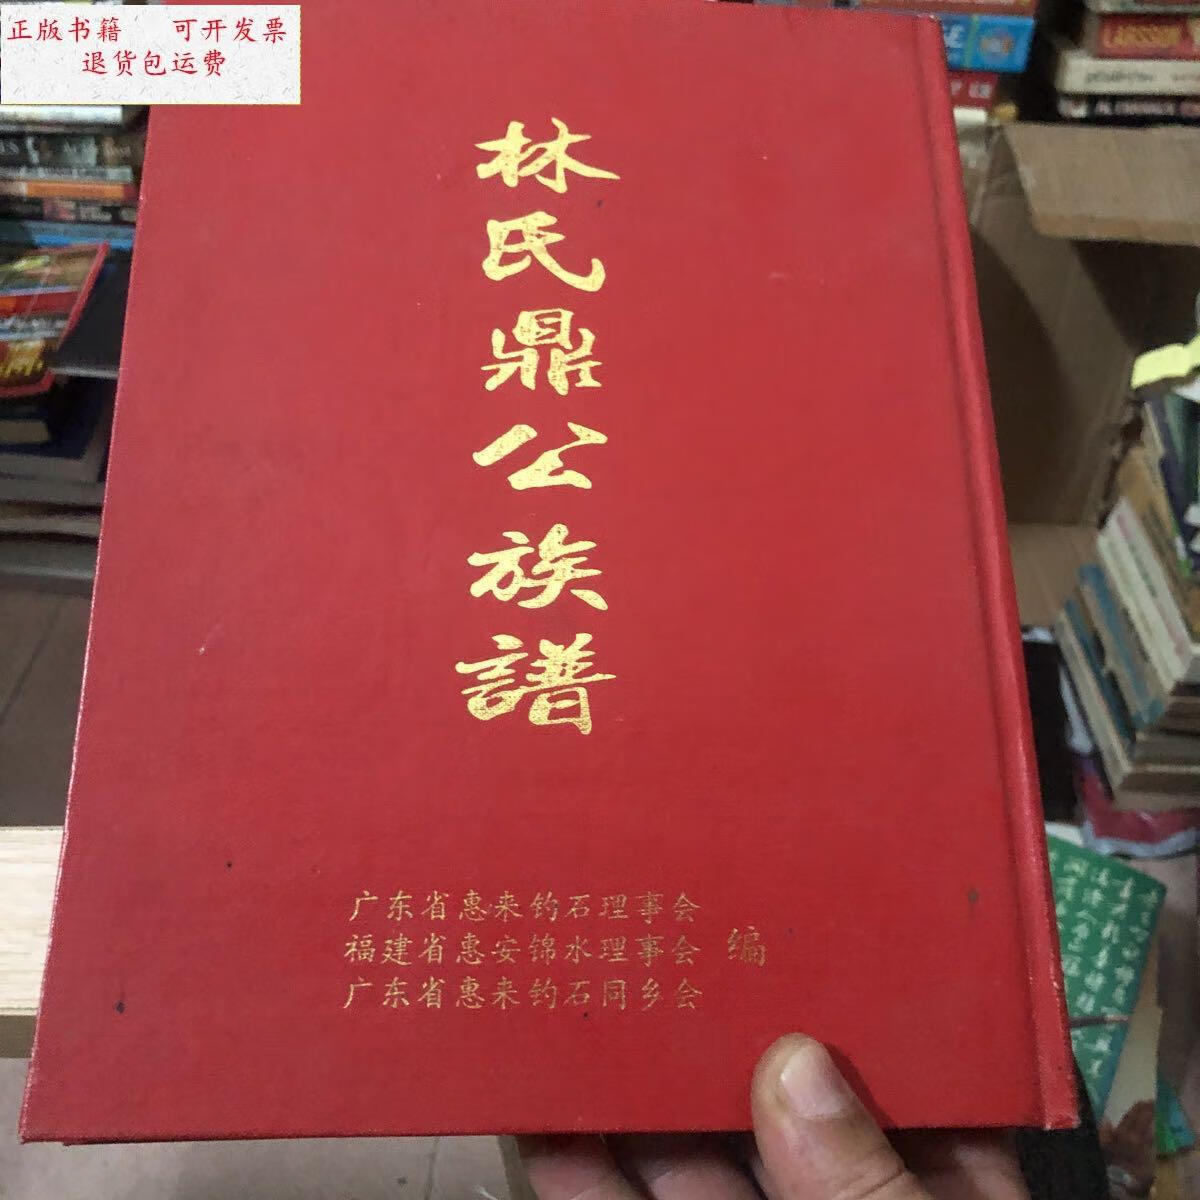 正版书籍 可开发票
退货包运费
林氏鼎公族譜
广东省惠来钓石理事会
福建省惠安锦水理事会 编
广东省惠来钓石同乡会
LARSSON